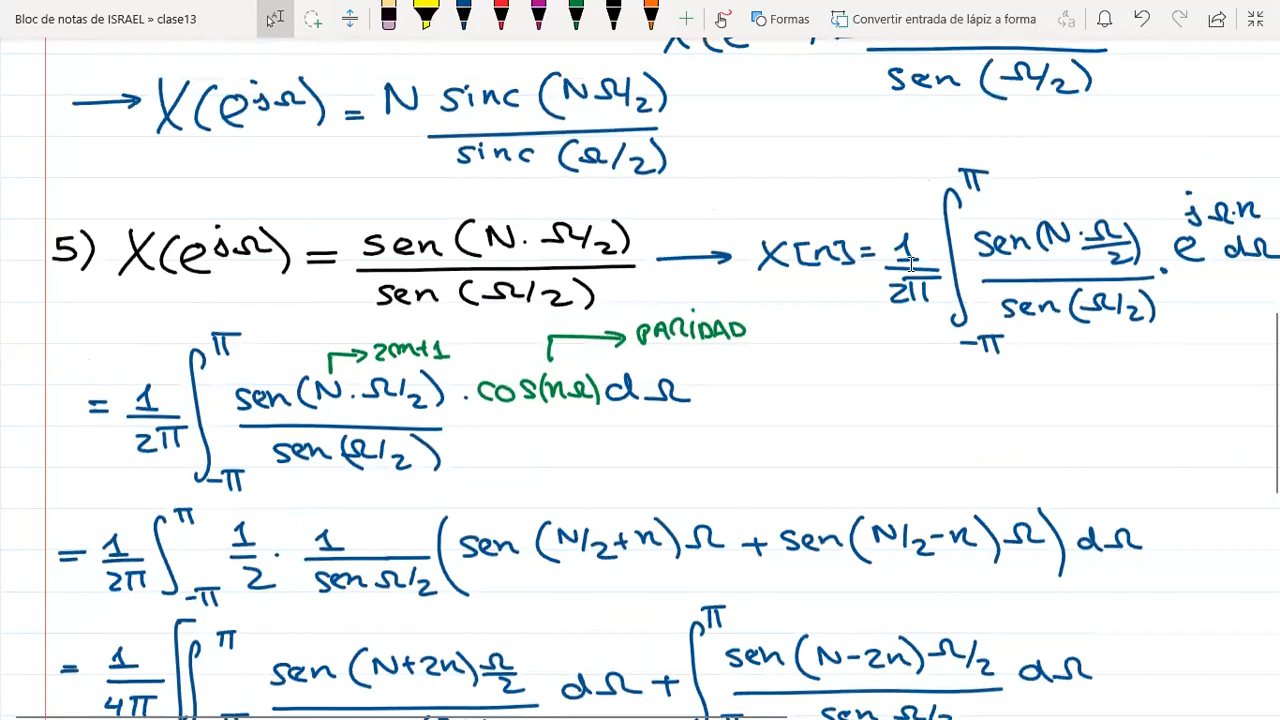 Bloc de notas de ISRAEL » clase13
Formas
Convertir entrada de lápiz a forma
sen (Ω/2)
→ X(e^jΩ) = N sinc (NΩ/2) / sinc (Ω/2)
5) X(e^jΩ) = sen (N · Ω/2) / sen (Ω/2) → X[n] = 1/2π ∫_-π^π sen(N · Ω/2) / sen(Ω/2) · e^jΩ·n dΩ
→ 2m+1
→ PARIDAD
= 1/2π ∫_-π^π sen(N · Ω/2) / sen(Ω/2) · cos(nΩ) dΩ
= 1/2π ∫_-π^π 1/2 · 1/sen Ω/2 (sen (N/2+n)Ω + sen(N/2-n)Ω) dΩ
= 1/4π [∫^π sen (N+2n) Ω/2 dΩ + ∫^π sen (N-2n) Ω/2 / sen Ω/2 dΩ